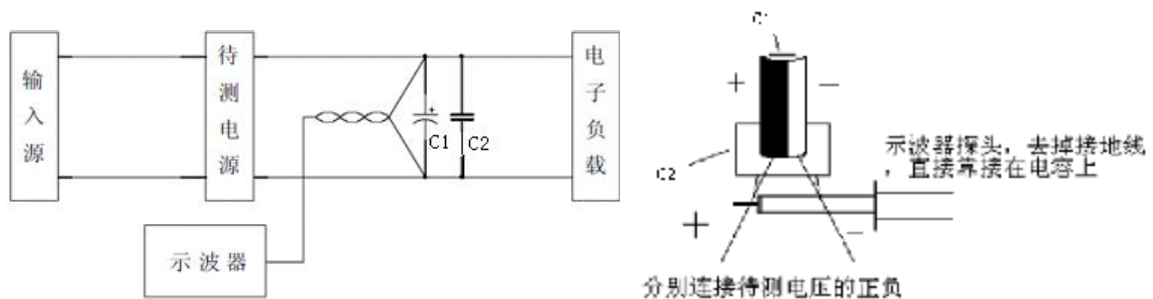 输入源
待测电源
C1
C2
电子负载
示波器
C1
C2
示波器探头，去掉接地线
，直接靠接在电容上
分别连接待测电压的正负